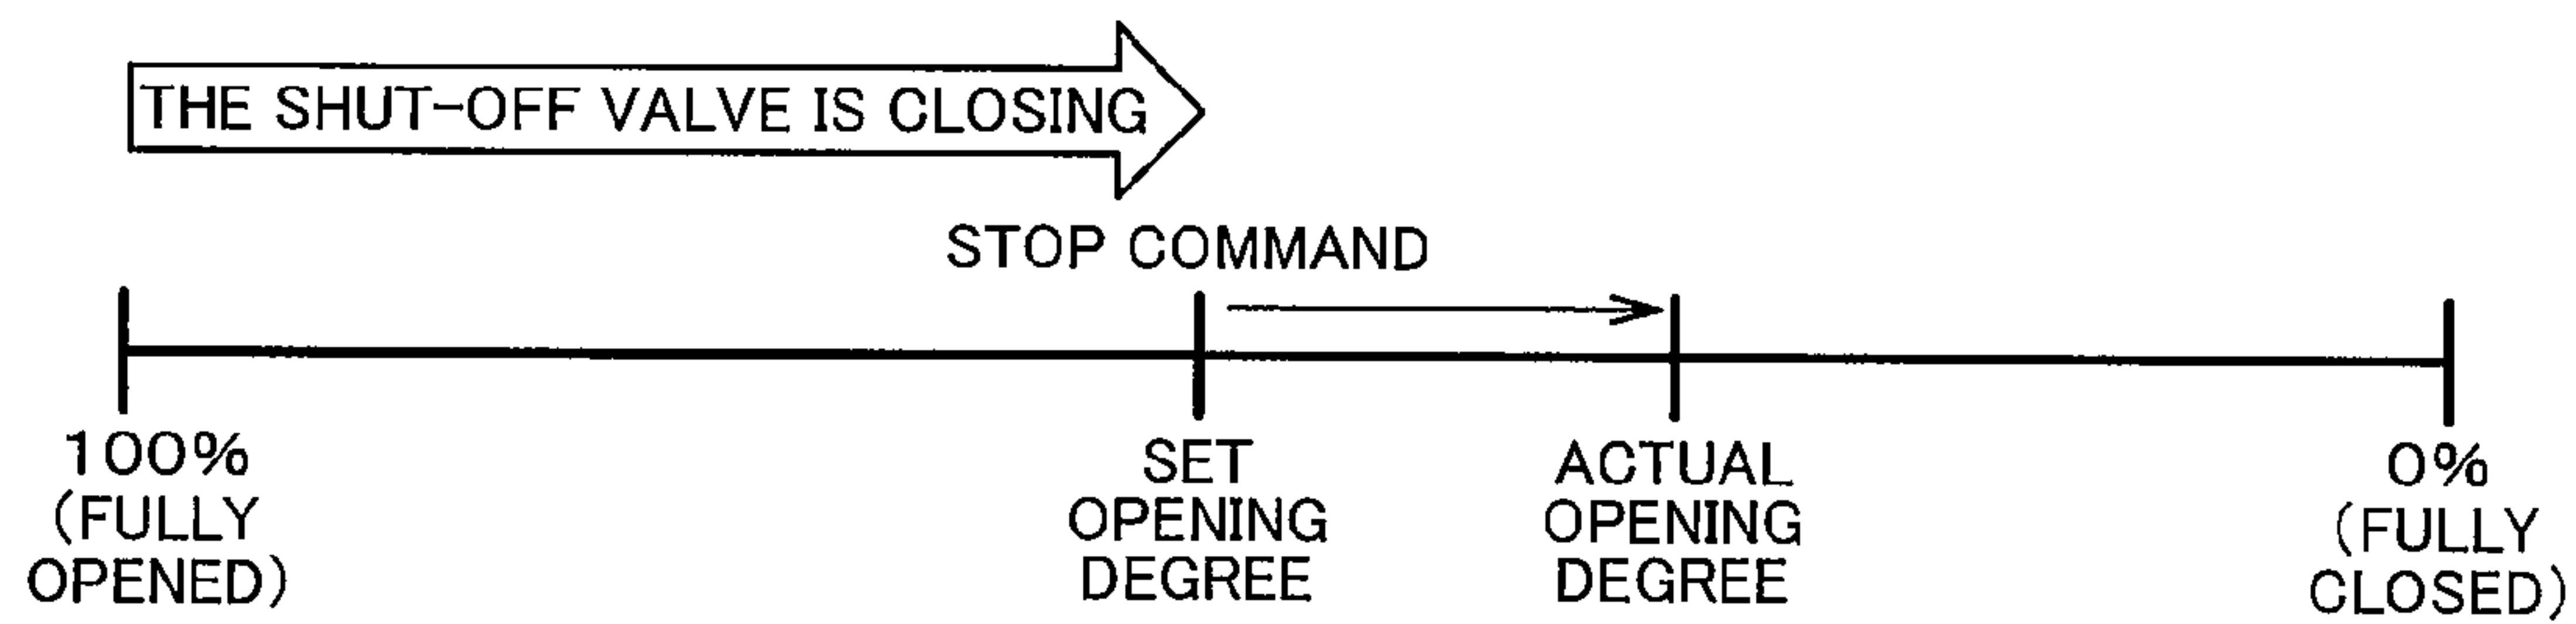 THE SHUT-OFF VALVE IS CLOSING
STOP COMMAND
100%
(FULLY
OPENED)
SET
OPENING
DEGREE
ACTUAL
OPENING
DEGREE
0%
(FULLY
CLOSED)